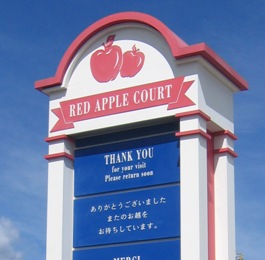 RED APPLE COURT
THANK YOU
for your visit
Please return soon
ありがとうございました
またのお越を
お待ちしています。
MERCI